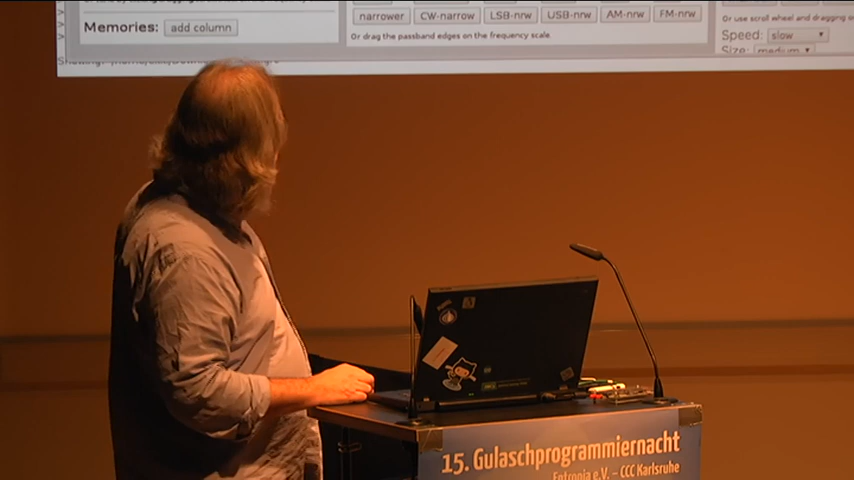 Memories: add column
narrower CW-narrow LSB-nrw USB-nrw AM-nrw FM-nrw
Or drag the passband edges on the frequency scale.
Or use scroll wheel and dragging
Speed: slow
Size: medium
15. Gulaschprogrammiernacht
Entropia e.V. – CCC Karlsruhe